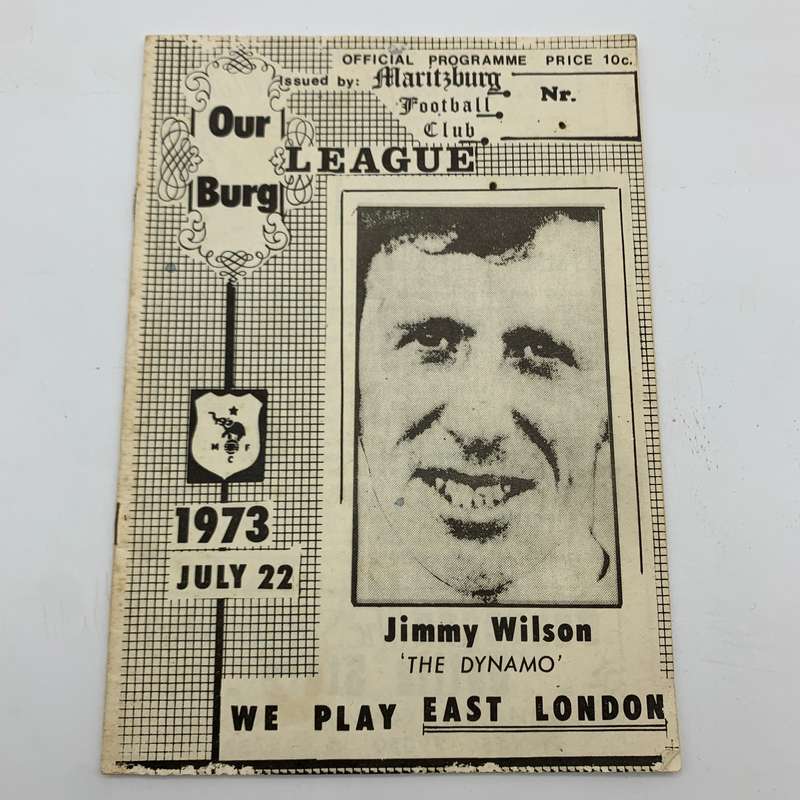 OFFICIAL PROGRAMME PRICE 10c.
Issued by: Maritzburg
Football
Club
Nr.
Our
Burg
LEAGUE
M F
C
1973
JULY 22
Jimmy Wilson
'THE DYNAMO'
WE PLAY EAST LONDON